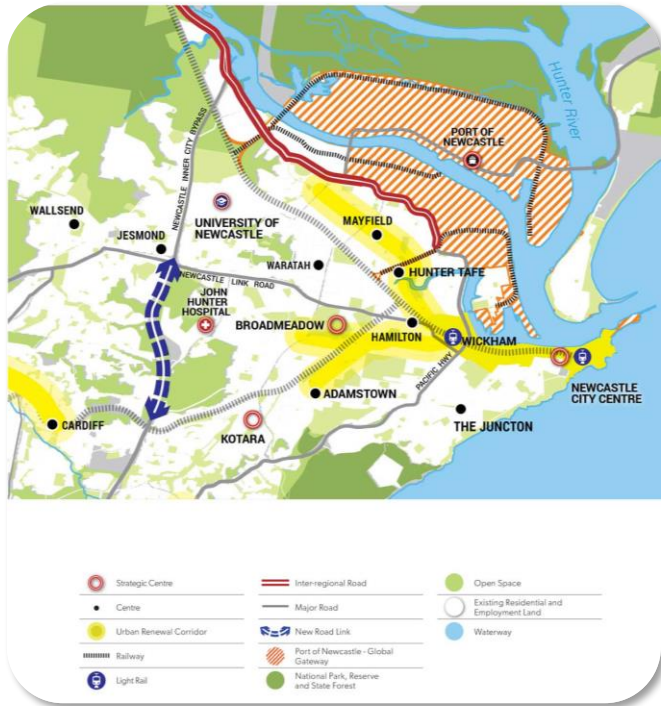 Hunter River
PORT OF
NEWCASTLE
NEWCASTLE INNER CITY BYPASS
WALLSEND
UNIVERSITY OF
NEWCASTLE
MAYFIELD
JESMOND
WARATAH
HUNTER TAFE
NEWCASTLE LINK ROAD
JOHN
HUNTER
HOSPITAL
BROADMEADOW
HAMILTON
WICKHAM
PACIFIC HWY
NEWCASTLE
CITY CENTRE
ADAMSTOWN
THE JUNCTON
CARDIFF
KOTARA
Strategic Centre
Centre
Urban Renewal Corridor
Railway
Light Rail
Inter-regional Road
Major Road
New Road Link
Port of Newcastle - Global
Gateway
National Park, Reserve
and State Forest
Open Space
Existing Residential and
Employment Land
Waterway